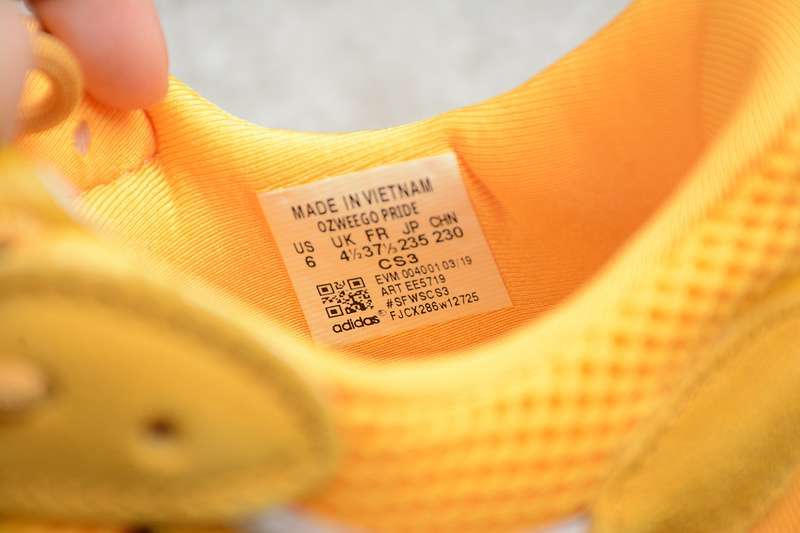 MADE IN VIETNAM
OZWEEGO PRIDE
US UK FR JP CHN
6 4½ 37⅓ 235 230
CS3
EVM 004001 03/19
ART EE5719
#SFWSCS3
FJCX286w12725
adidas®